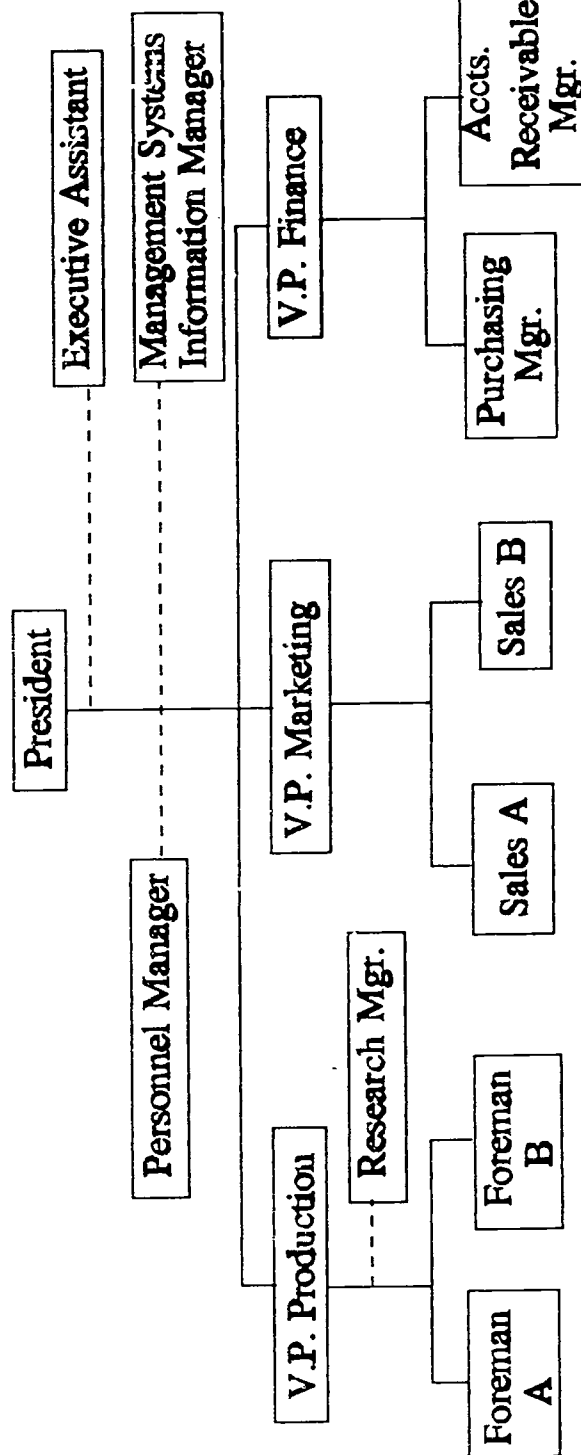 President
Executive Assistant
Personnel Manager
Management Systems
Information Manager
V.P. Production
V.P. Marketing
V.P. Finance
Research Mgr.
Foreman
A
Foreman
B
Sales A
Sales B
Purchasing
Mgr.
Accts.
Receivable
Mgr.